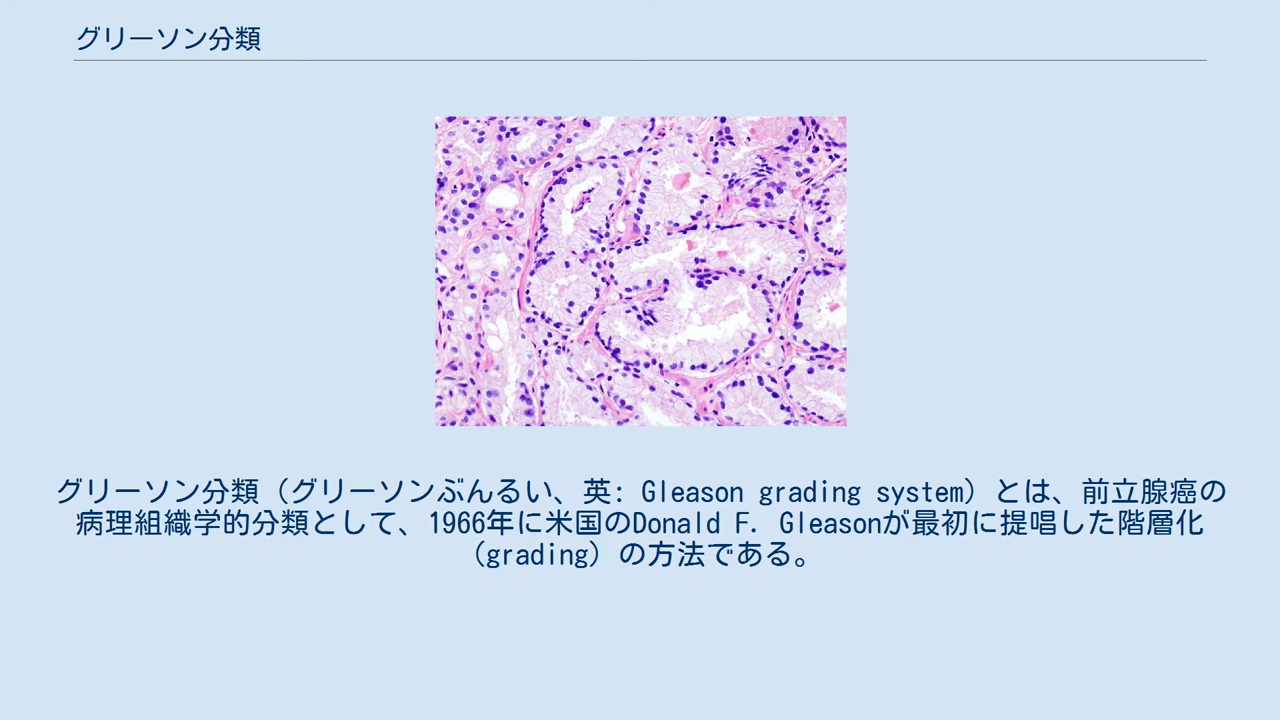 グリーソン分類
グリーソン分類（グリーソンぶんるい、英: Gleason grading system）とは、前立腺癌の
病理組織学的分類として、1966年に米国のDonald F. Gleasonが最初に提唱した階層化
（grading）の方法である。